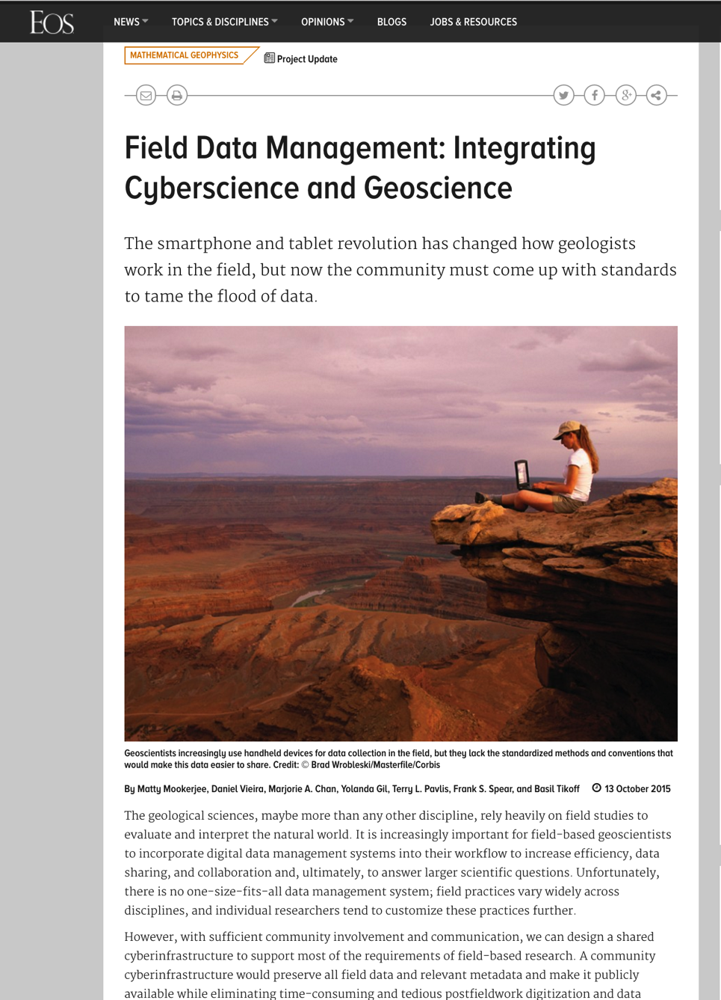 EOS
NEWS
TOPICS & DISCIPLINES
OPINIONS
BLOGS
JOBS & RESOURCES
MATHEMATICAL GEOPHYSICS
Project Update
Field Data Management: Integrating
Cyberscience and Geoscience
The smartphone and tablet revolution has changed how geologists
work in the field, but now the community must come up with standards
to tame the flood of data.
Geoscientists increasingly use handheld devices for data collection in the field, but they lack the standardized methods and conventions that
would make this data easier to share. Credit: © Brad Wrobleski/Masterfile/Corbis
By Matty Mookerjee, Daniel Vieira, Marjorie A. Chan, Yolanda Gil, Terry L. Pavlis, Frank S. Spear, and Basil Tikoff
13 October 2015
The geological sciences, maybe more than any other discipline, rely heavily on field studies to
evaluate and interpret the natural world. It is increasingly important for field-based geoscientists
to incorporate digital data management systems into their workflow to increase efficiency, data
sharing, and collaboration and, ultimately, to answer larger scientific questions. Unfortunately,
there is no one-size-fits-all data management system; field practices vary widely across
disciplines, and individual researchers tend to customize these practices further.
However, with sufficient community involvement and communication, we can design a shared
cyberinfrastructure to support most of the requirements of field-based research. A community
cyberinfrastructure would preserve all field data and relevant metadata and make it publicly
available while eliminating time-consuming and tedious postfieldwork digitization and data